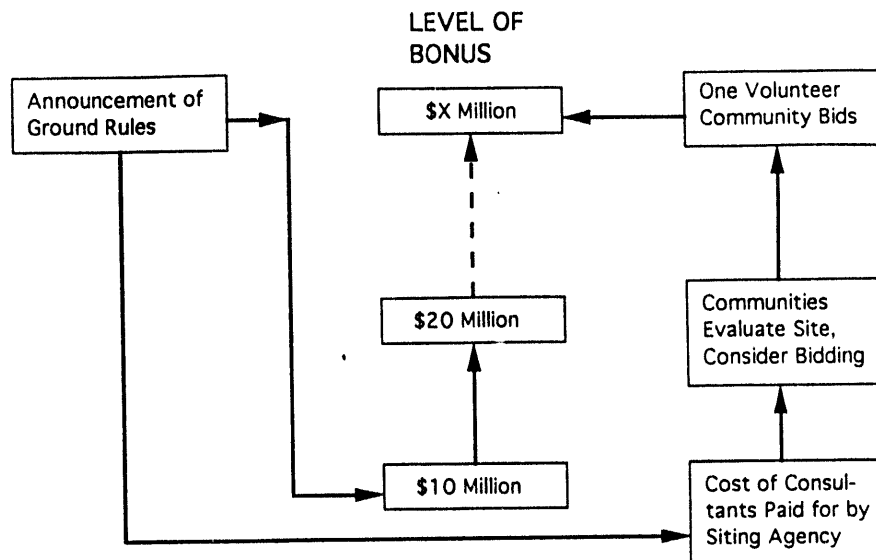 LEVEL OF
BONUS
Announcement of
Ground Rules
$X Million
One Volunteer
Community Bids
$20 Million
Communities
Evaluate Site,
Consider Bidding
$10 Million
Cost of Consul-
tants Paid for by
Siting Agency